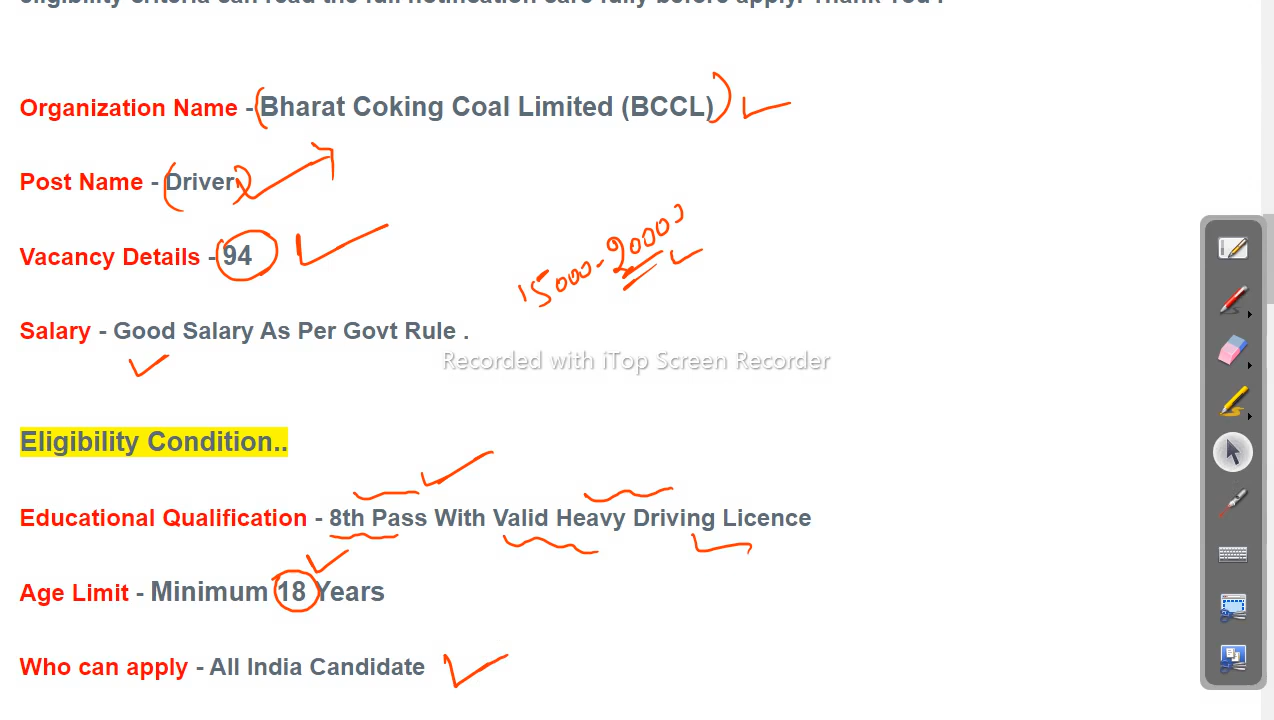 Organization Name - (Bharat Coking Coal Limited (BCCL))
Post Name - (Driver)
Vacancy Details - 94
15000-20000
Salary - Good Salary As Per Govt Rule .
Recorded with iTop Screen Recorder
Eligibility Condition..
Educational Qualification - 8th Pass With Valid Heavy Driving Licence
Age Limit - Minimum 18 Years
Who can apply - All India Candidate